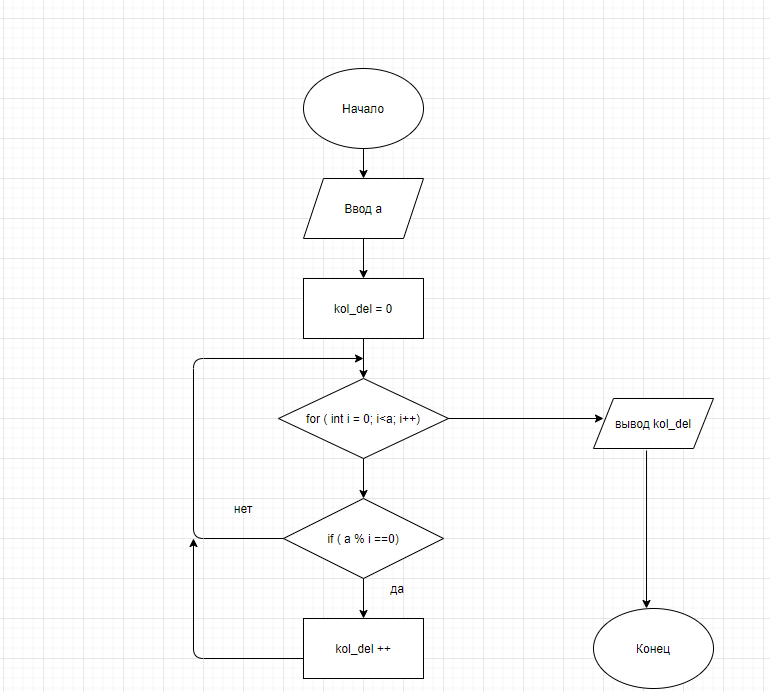 Начало
Ввод a
kol_del = 0
for ( int i = 0; i<a; i++)
вывод kol_del
нет
if ( a % i ==0)
да
kol_del ++
Конец